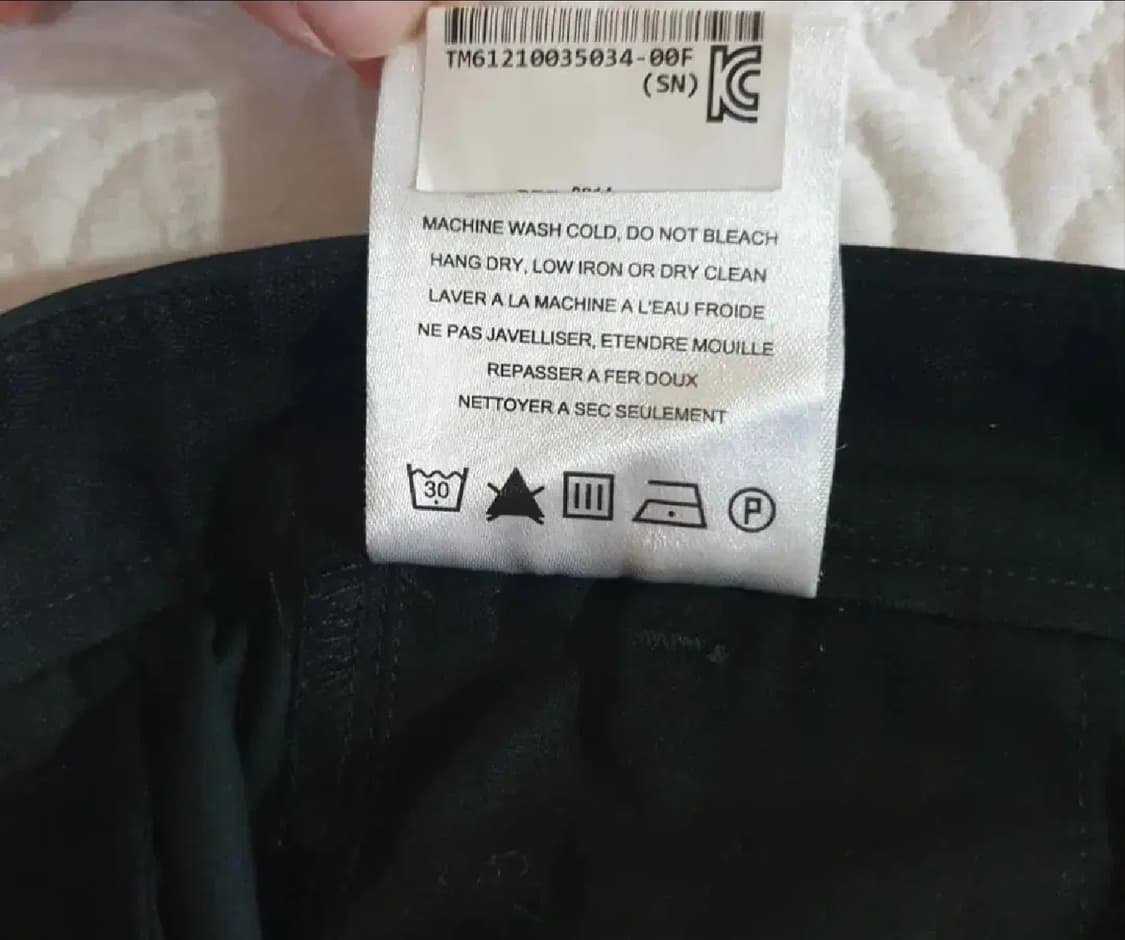 TM61210035034-00F
(SN)
MACHINE WASH COLD, DO NOT BLEACH
HANG DRY, LOW IRON OR DRY CLEAN
LAVER A LA MACHINE A L'EAU FROIDE
NE PAS JAVELLISER, ETENDRE MOUILLE
REPASSER A FER DOUX
NETTOYER A SEC SEULEMENT
30
P